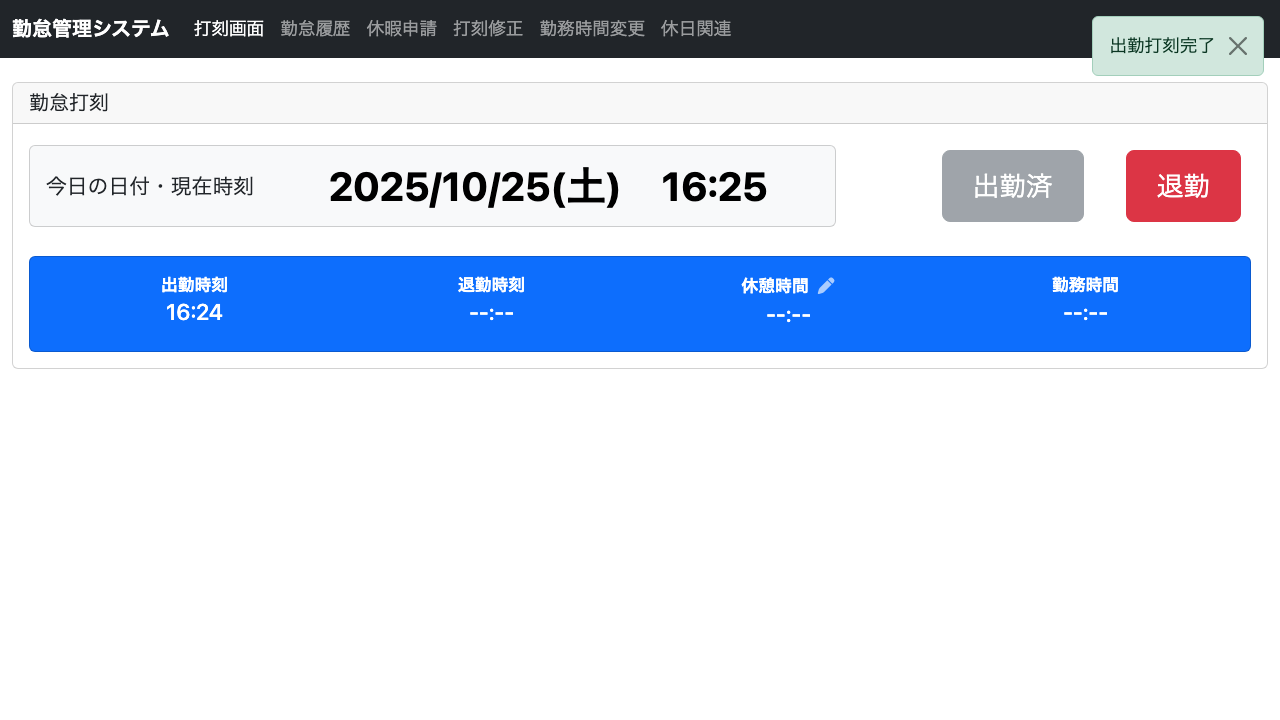 勤怠管理システム 打刻画面 勤怠履歴 休暇申請 打刻修正 勤務時間変更 休日関連
出勤打刻完了
勤怠打刻
今日の日付・現在時刻 2025/10/25(土) 16:25 出勤済 退勤
出勤時刻 退勤時刻 休憩時間 勤務時間
16:24 --:-- --:-- --:--